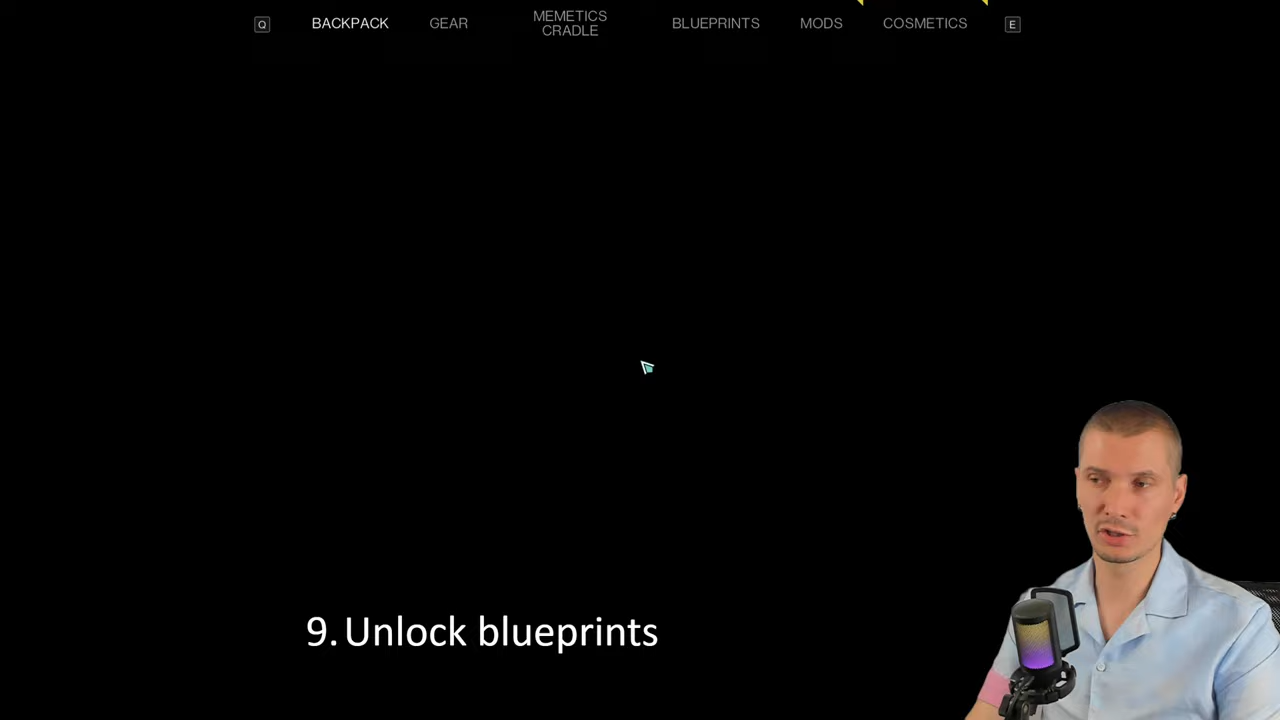 Q
BACKPACK
GEAR
MEMETICS
CRADLE
BLUEPRINTS
MODS
COSMETICS
E
9. Unlock blueprints